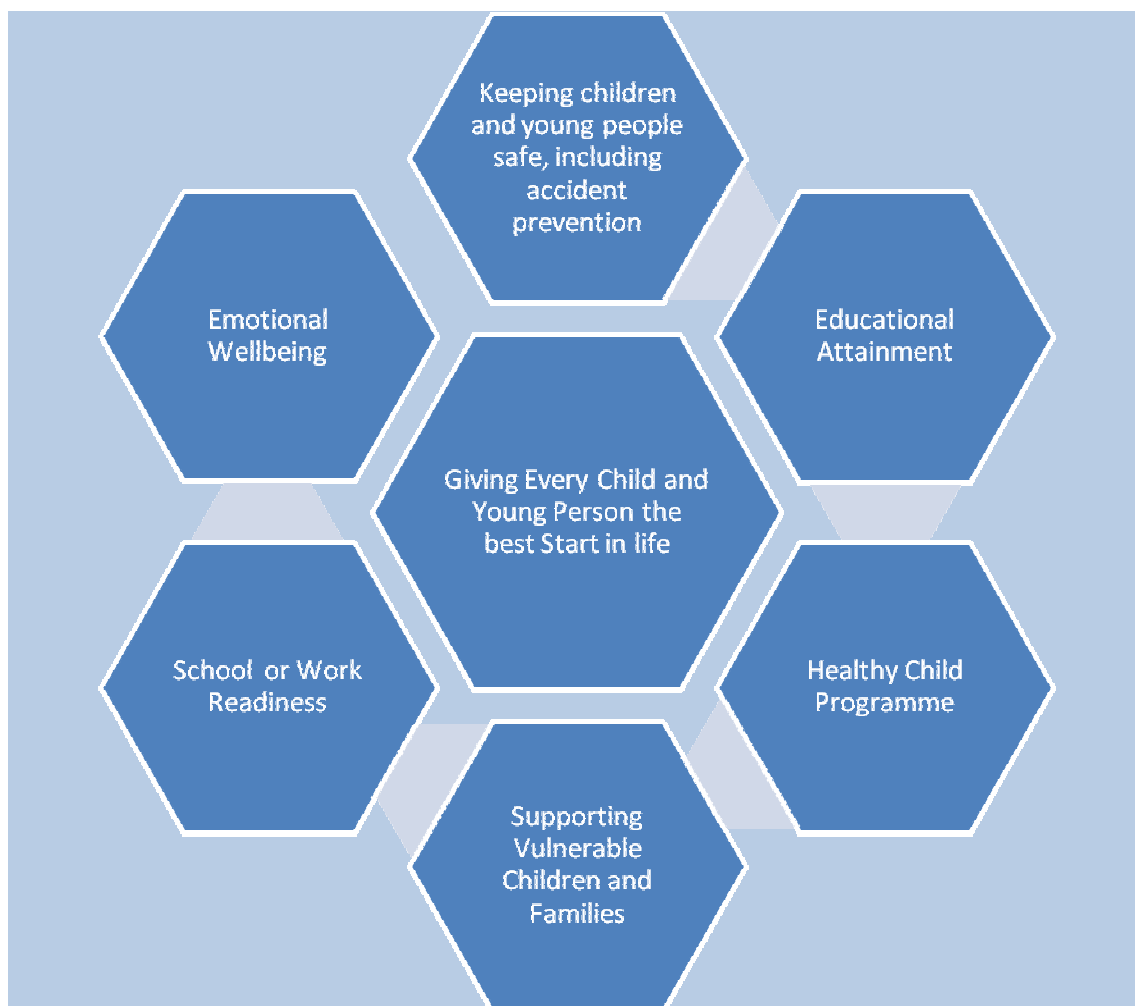 Keeping children
and young people
safe, including
accident
prevention
Emotional
Wellbeing
Educational
Attainment
Giving Every Child and
Young Person the
best Start in life
School or Work
Readiness
Healthy Child
Programme
Supporting
Vulnerable
Children and
Families